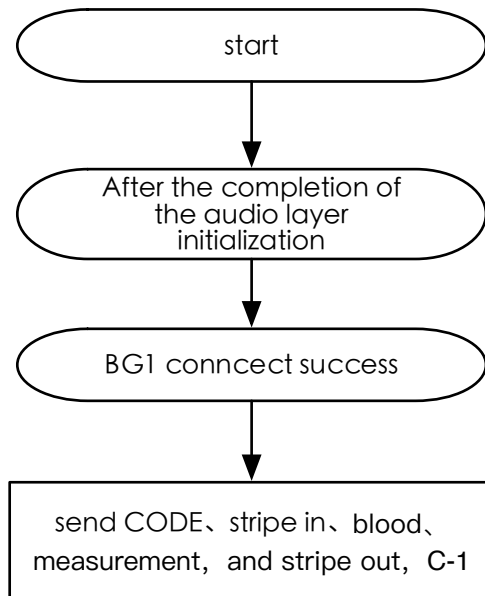 start
After the completion of
the audio layer
initialization
BG1 conncect success
send CODE、stripe in、blood、
measurement，and stripe out，C-1